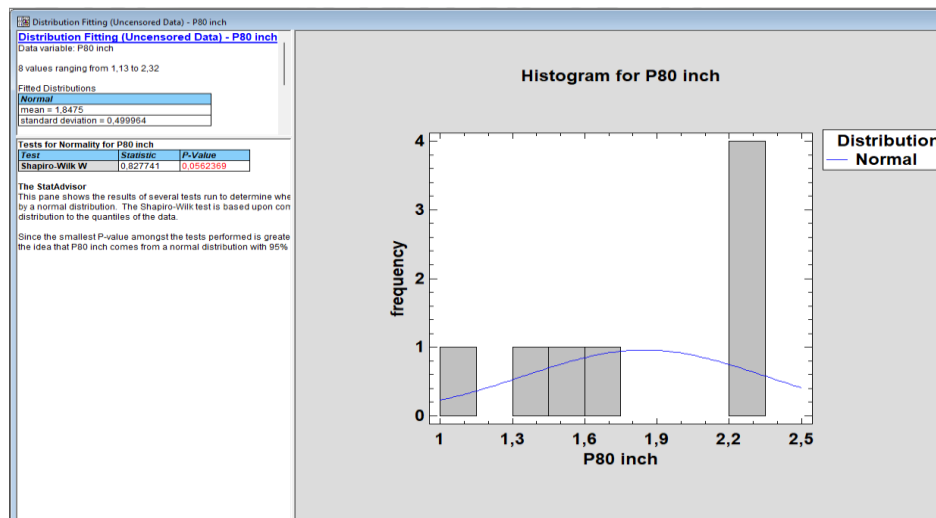 Distribution Fitting (Uncensored Data) - P80 inch
Distribution Fitting (Uncensored Data) - P80 inch
Data variable: P80 inch
8 values ranging from 1,13 to 2,32
Fitted Distributions
Normal
mean = 1,8475
standard deviation = 0,499964
Tests for Normality for P80 inch
Test Statistic P-Value
Shapiro-Wilk W 0,827741 0,0562369
The StatAdvisor
This pane shows the results of several tests run to determine whe
by a normal distribution. The Shapiro-Wilk test is based upon com
distribution to the quantiles of the data.
Since the smallest P-value amongst the tests performed is greate
the idea that P80 inch comes from a normal distribution with 95%
Histogram for P80 inch
Distribution
Normal
frequency
4
3
2
1
0
1 1,3 1,6 1,9 2,2 2,5
P80 inch